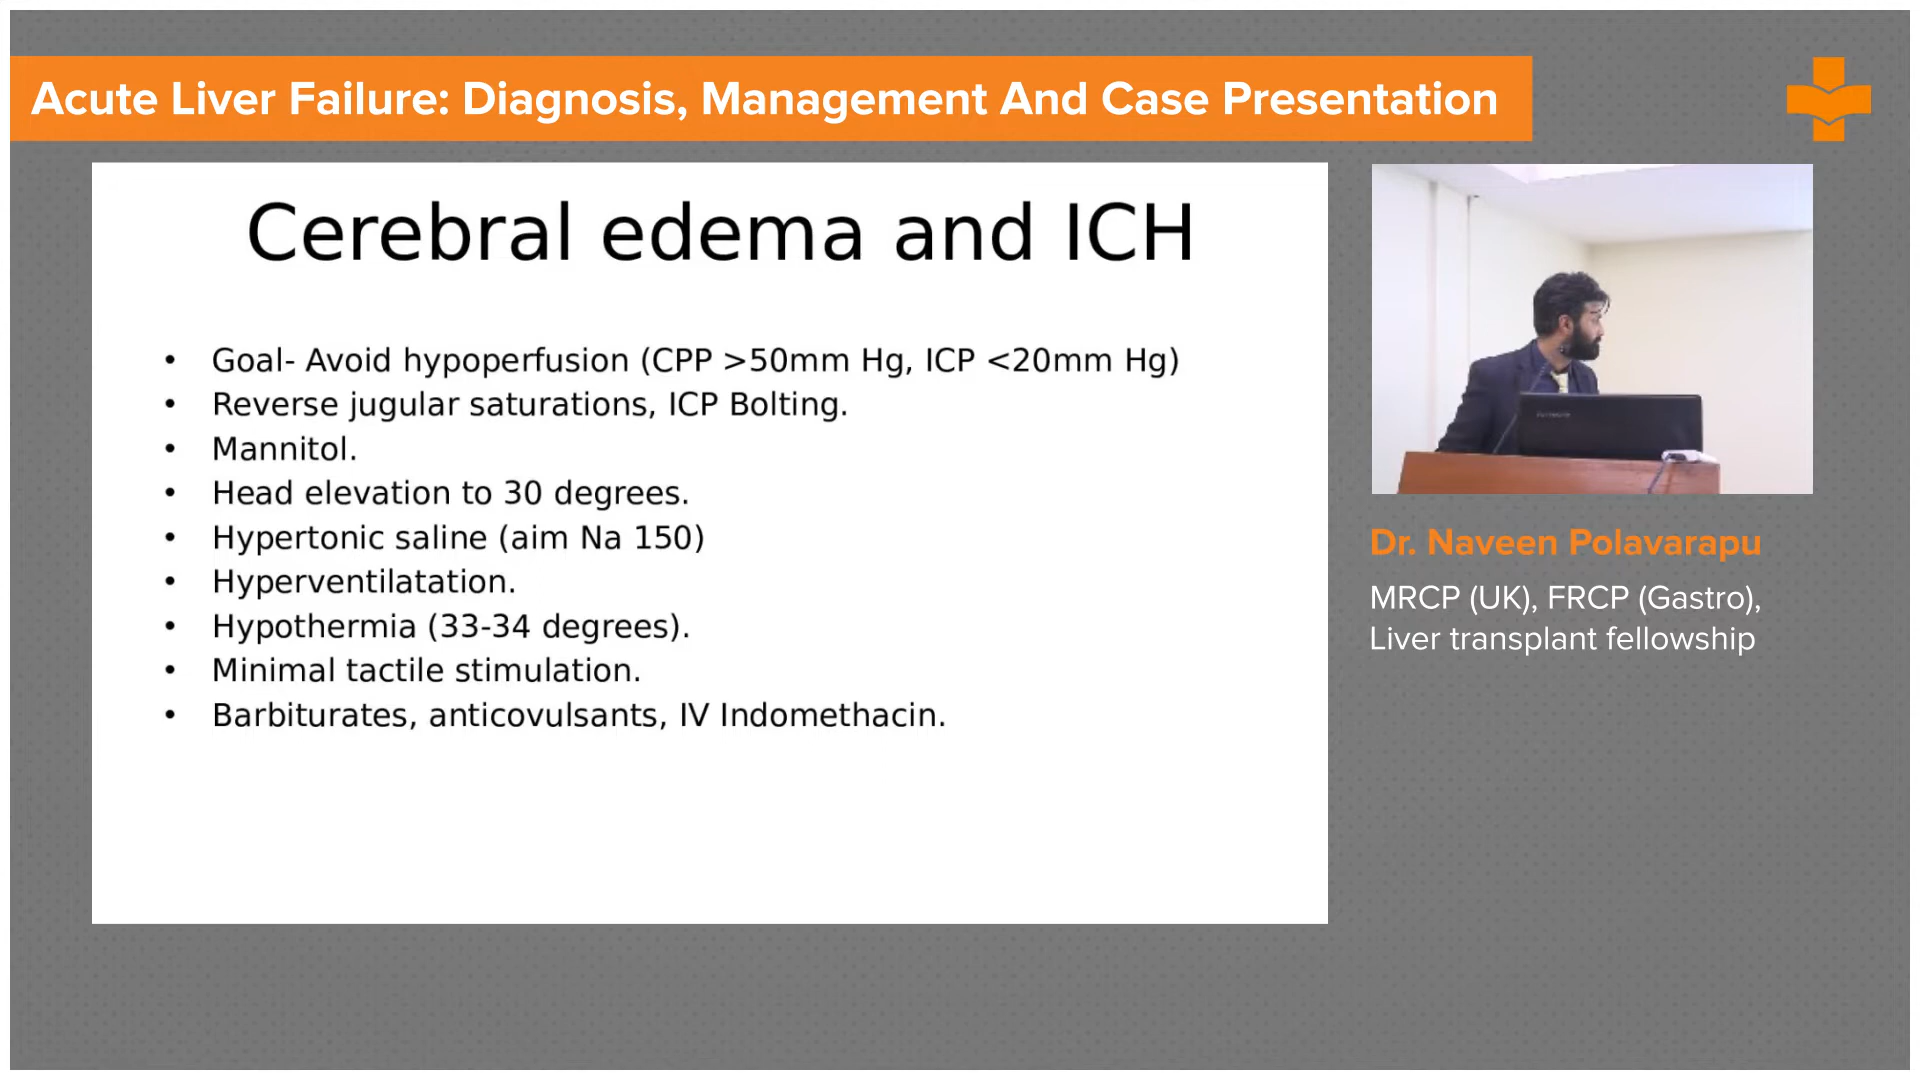 Acute Liver Failure: Diagnosis, Management And Case Presentation
Cerebral edema and ICH
• Goal- Avoid hypoperfusion (CPP >50mm Hg, ICP <20mm Hg)
• Reverse jugular saturations, ICP Bolting.
• Mannitol.
• Head elevation to 30 degrees.
• Hypertonic saline (aim Na 150)
• Hyperventilatation.
• Hypothermia (33-34 degrees).
• Minimal tactile stimulation.
• Barbiturates, anticovulsants, IV Indomethacin.
Dr. Naveen Polavarapu
MRCP (UK), FRCP (Gastro),
Liver transplant fellowship